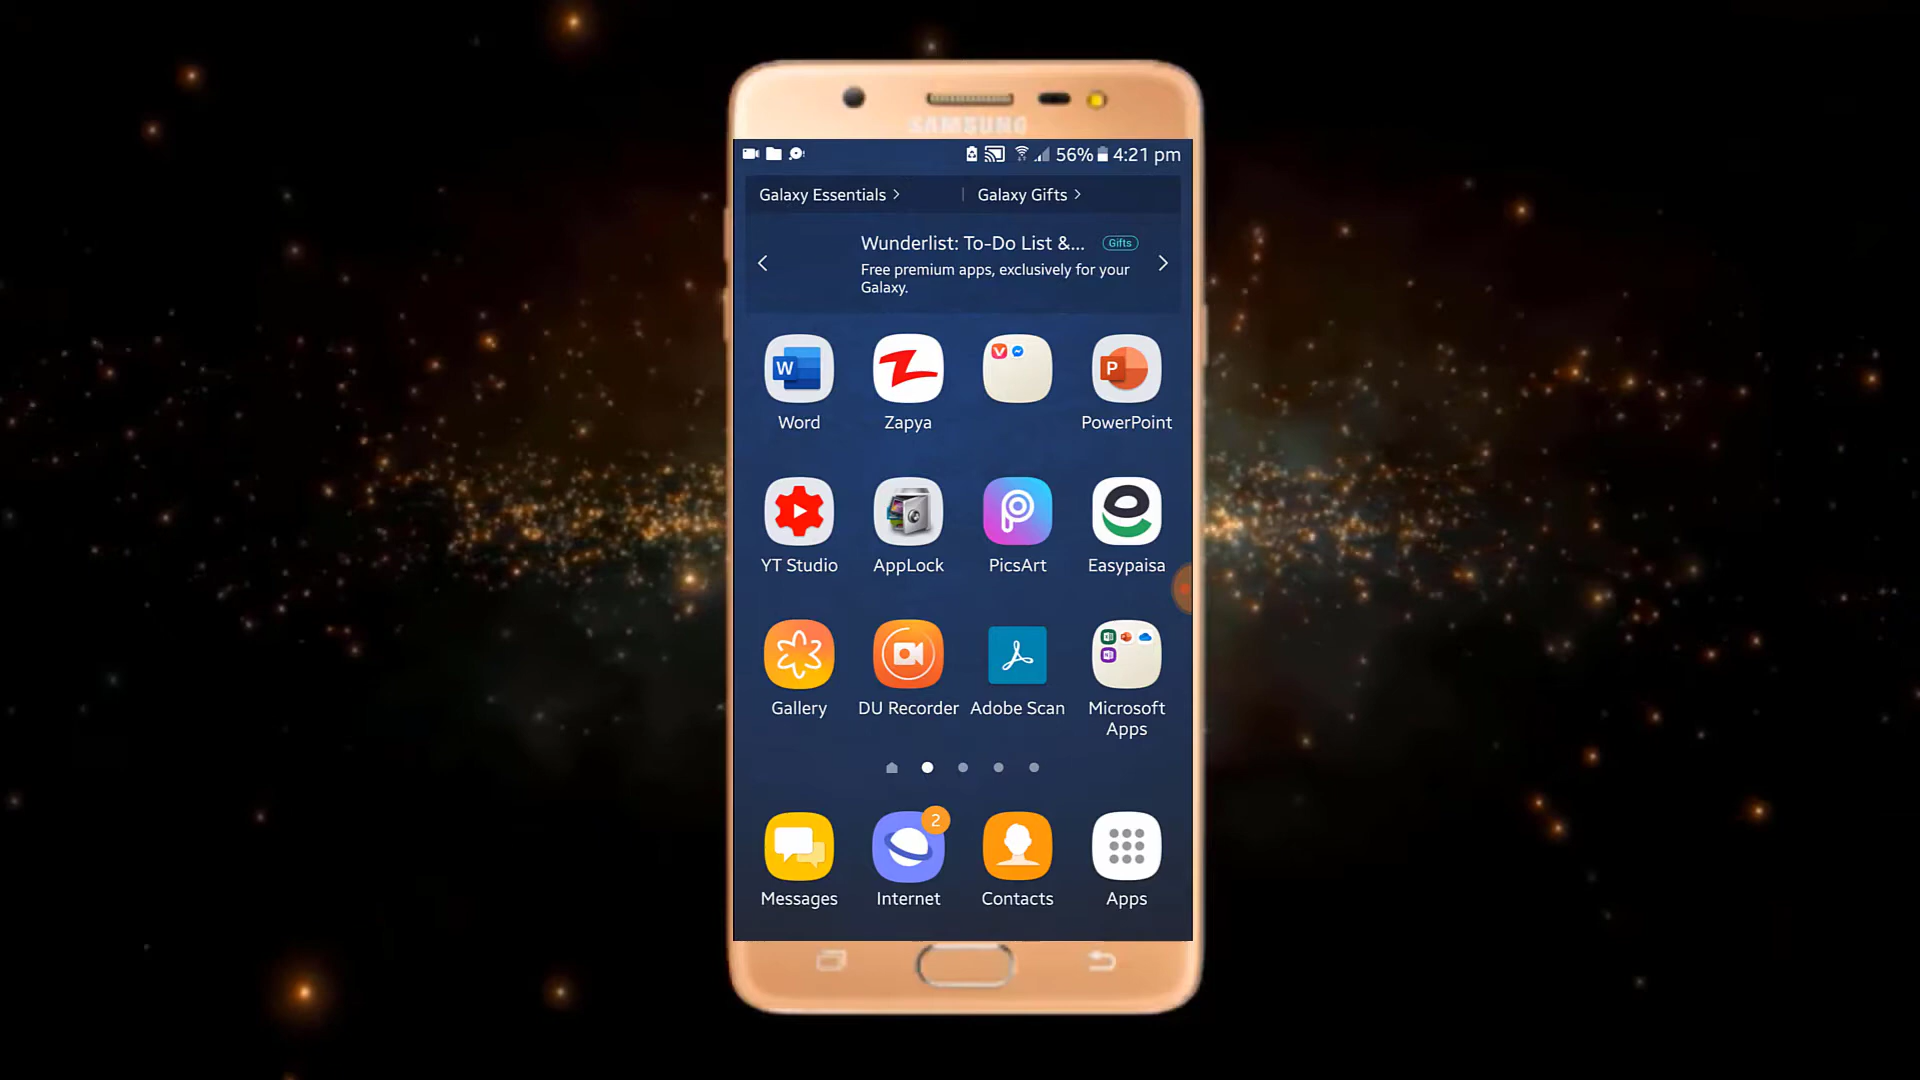 SAMSUNG
56% 4:21 pm
Galaxy Essentials > | Galaxy Gifts >
Wunderlist: To-Do List &... Gifts
Free premium apps, exclusively for your
Galaxy.
W
P
Word Zapya PowerPoint
YT Studio AppLock PicsArt Easypaisa
Gallery DU Recorder Adobe Scan Microsoft
Apps
2
Messages Internet Contacts Apps